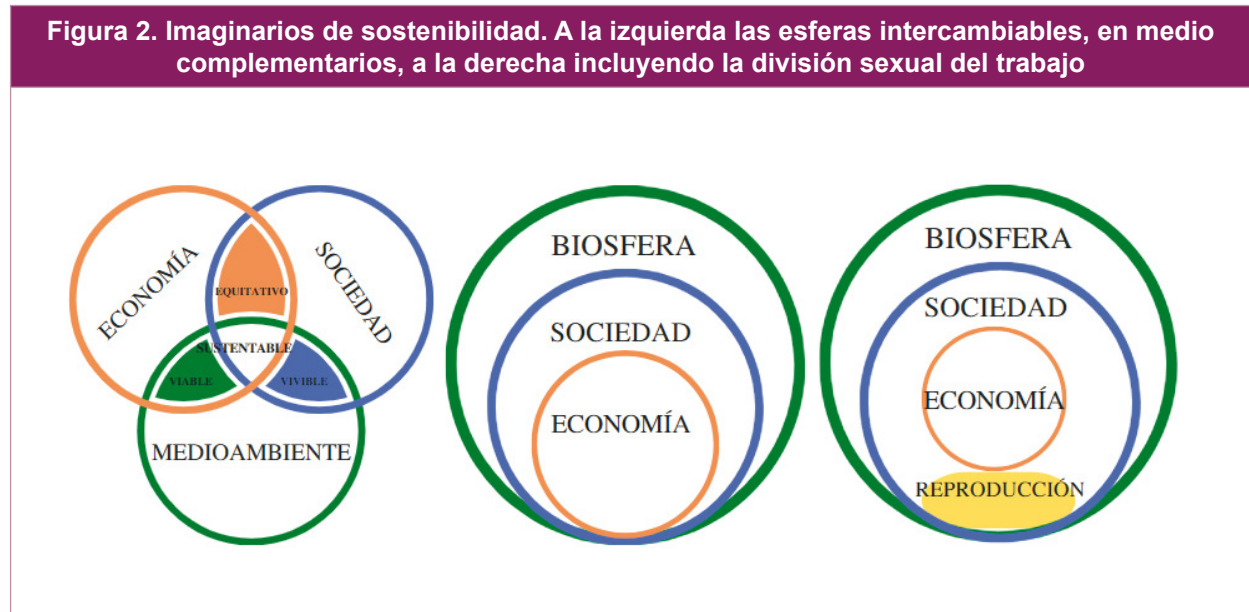 Figura 2. Imaginarios de sostenibilidad. A la izquierda las esferas intercambiables, en medio
complementarios, a la derecha incluyendo la división sexual del trabajo
ECONOMÍA
SOCIEDAD
EQUITATIVO
SUSTENTABLE
VIABLE
VIVIBLE
MEDIOAMBIENTE
BIOSFERA
SOCIEDAD
ECONOMÍA
BIOSFERA
SOCIEDAD
ECONOMÍA
REPRODUCCIÓN